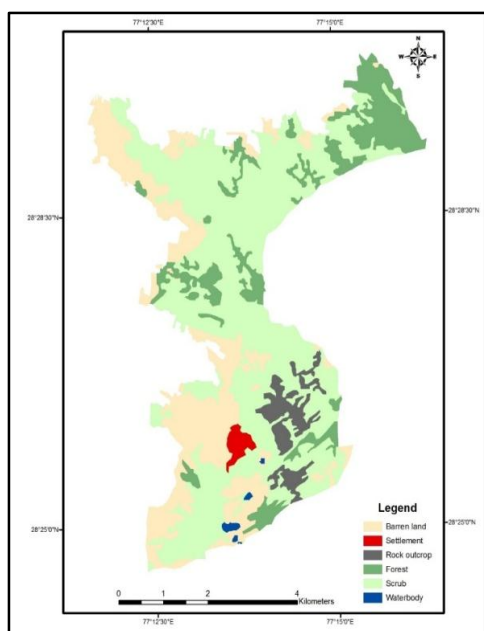 77°12'30"E 77°15'0"E
N
W E
S
28°28'30"N 28°28'30"N
Legend
Barren land
Settlement
Rock outcrop
Forest
Scrub
Waterbody
28°25'0"N 28°25'0"N
0 0.5 1 2 4
Kilometers
77°12'30"E 77°15'0"E